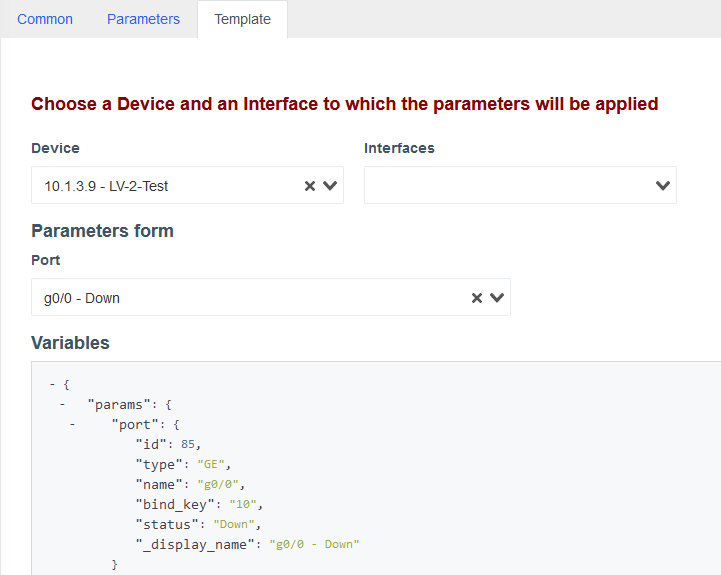 Common Parameters Template
Choose a Device and an Interface to which the parameters will be applied
Device Interfaces
10.1.3.9 - LV-2-Test
Parameters form
Port
g0/0 - Down
Variables
- {
- "params": {
- "port": {
"id": 85,
"type": "GE",
"name": "g0/0",
"bind_key": "10",
"status": "Down",
"_display_name": "g0/0 - Down"
}